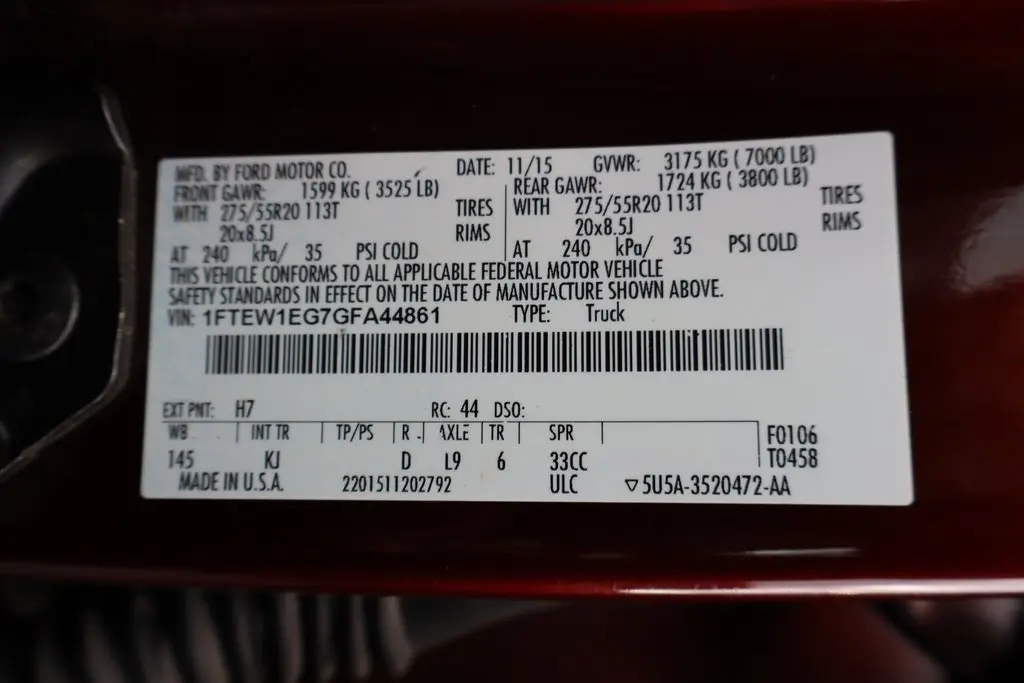 MFD. BY FORD MOTOR CO. DATE: 11/15 GVWR: 3175 KG ( 7000 LB)
FRONT GAWR: 1599 KG ( 3525 LB) REAR GAWR: 1724 KG ( 3800 LB)
WITH 275/55R20 113T TIRES WITH 275/55R20 113T TIRES
20x8.5J RIMS 20x8.5J RIMS
AT 240 kPa/ 35 PSI COLD AT 240 kPa/ 35 PSI COLD
THIS VEHICLE CONFORMS TO ALL APPLICABLE FEDERAL MOTOR VEHICLE
SAFETY STANDARDS IN EFFECT ON THE DATE OF MANUFACTURE SHOWN ABOVE.
VIN: 1FTEW1EG7GFA44861 TYPE: Truck
EXT PNT: H7 RC: 44 DSO:
WB INT TR TP/PS R AXLE TR SPR F0106
145 KJ D L9 6 33CC T0458
MADE IN U.S.A. 2201511202792 ULC ▽5U5A-3520472-AA